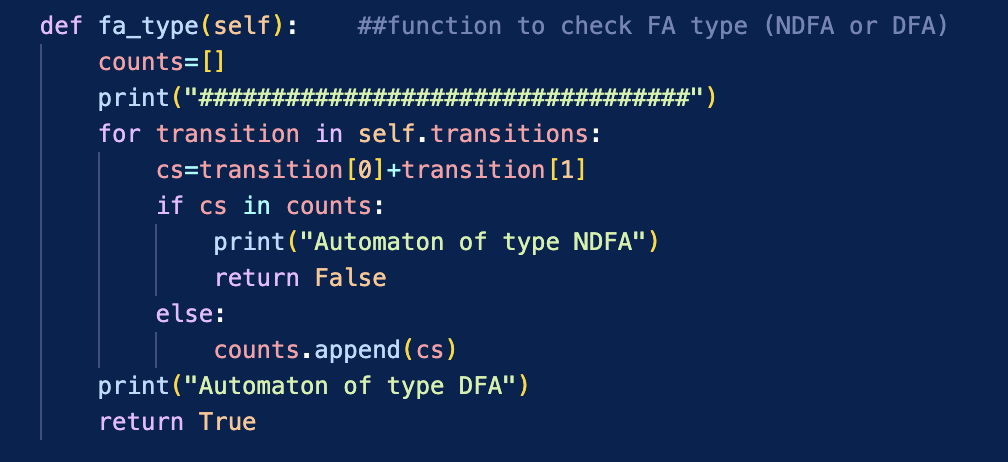 def fa_type(self):    ##function to check FA type (NDFA or DFA)
    counts=[]
    print("##################################")
    for transition in self.transitions:
        cs=transition[0]+transition[1]
        if cs in counts:
            print("Automaton of type NDFA")
            return False
        else:
            counts.append(cs)
    print("Automaton of type DFA")
    return True